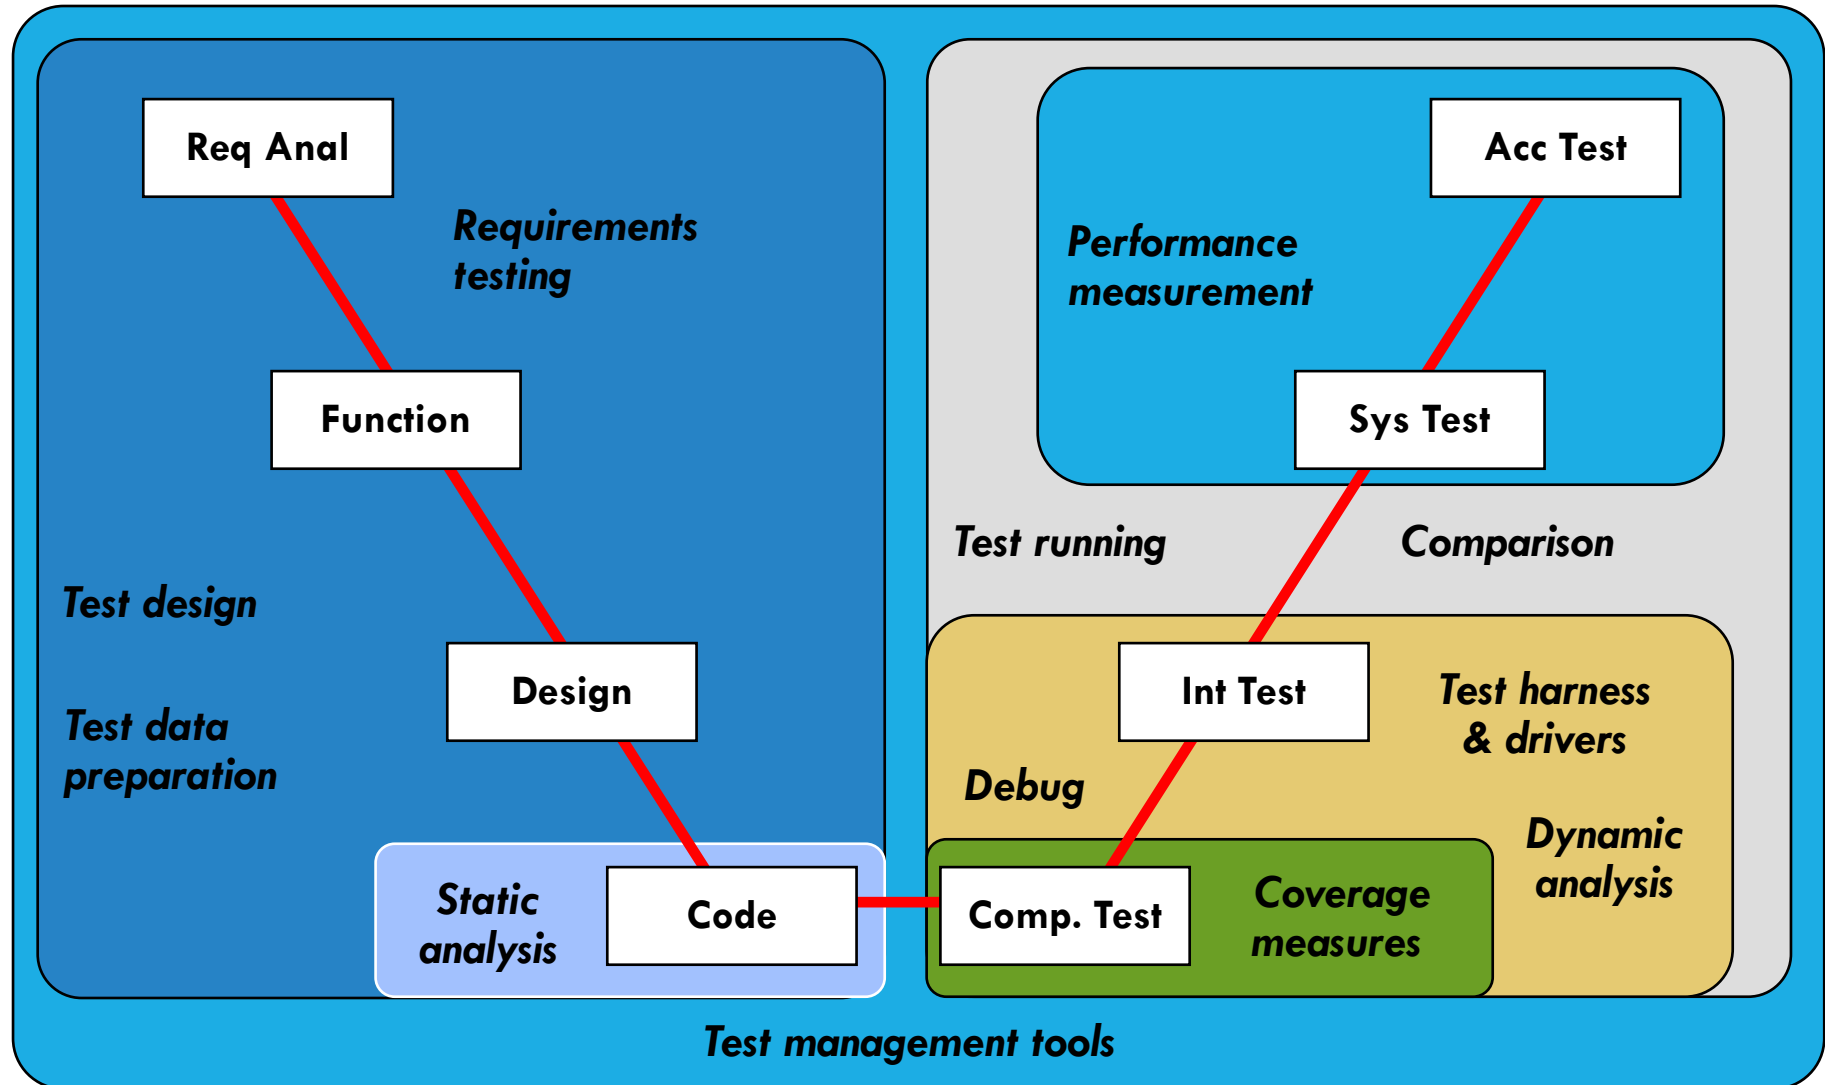 Req Anal
Acc Test
Requirements
testing
Performance
measurement
Function
Sys Test
Test running
Comparison
Test design
Design
Int Test
Test harness
& drivers
Test data
preparation
Debug
Dynamic
analysis
Static
analysis
Code
Comp. Test
Coverage
measures
Test management tools